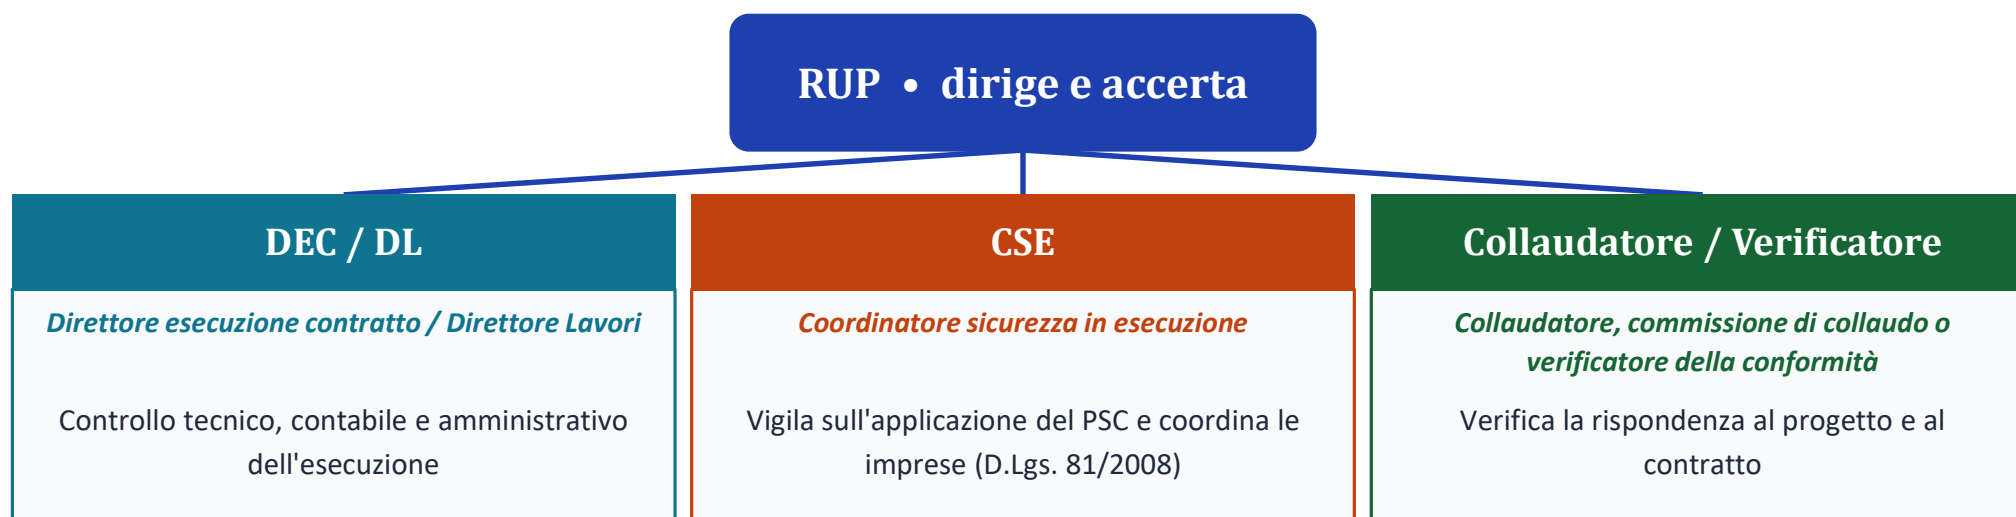 RUP • dirige e accerta
DEC / DL
Direttore esecuzione contratto / Direttore Lavori
Controllo tecnico, contabile e amministrativo
dell'esecuzione
CSE
Coordinatore sicurezza in esecuzione
Vigila sull'applicazione del PSC e coordina le
imprese (D.Lgs. 81/2008)
Collaudatore / Verificatore
Collaudatore, commissione di collaudo o
verificatore della conformità
Verifica la rispondenza al progetto e al
contratto